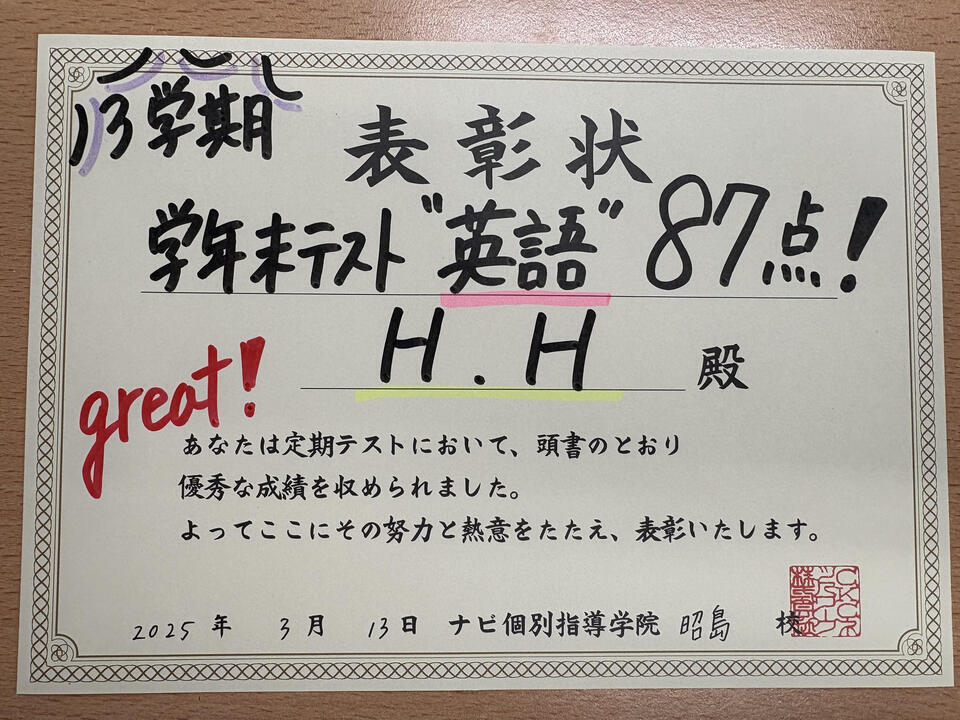 3学期
表彰状
学年末テスト"英語"87点!
H.H 殿
great!
あなたは定期テストにおいて、頭書のとおり
優秀な成績を収められました。
よってここにその努力と熱意をたたえ、表彰いたします。
2025年 3月 13日 ナビ個別指導学院 昭島 校